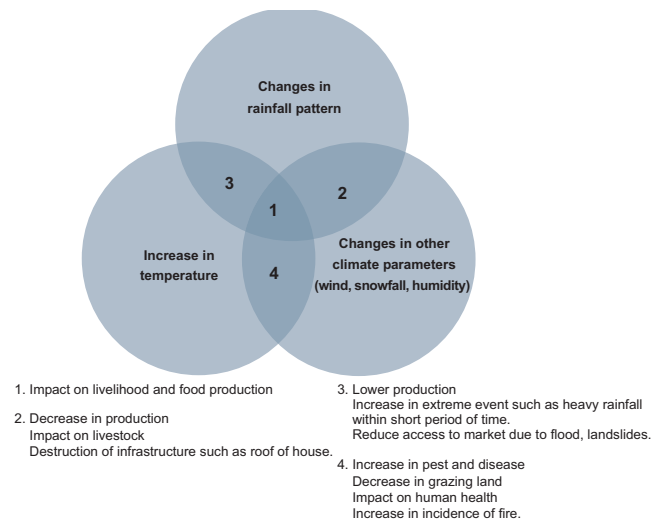 Changes in
rainfall pattern
3
2
1
Increase in
temperature
4
Changes in other
climate parameters
(wind, snowfall, humidity)
1. Impact on livelihood and food production
2. Decrease in production
Impact on livestock
Destruction of infrastructure such as roof of house.
3. Lower production
Increase in extreme event such as heavy rainfall
within short period of time.
Reduce access to market due to flood, landslides.
4. Increase in pest and disease
Decrease in grazing land
Impact on human health
Increase in incidence of fire.